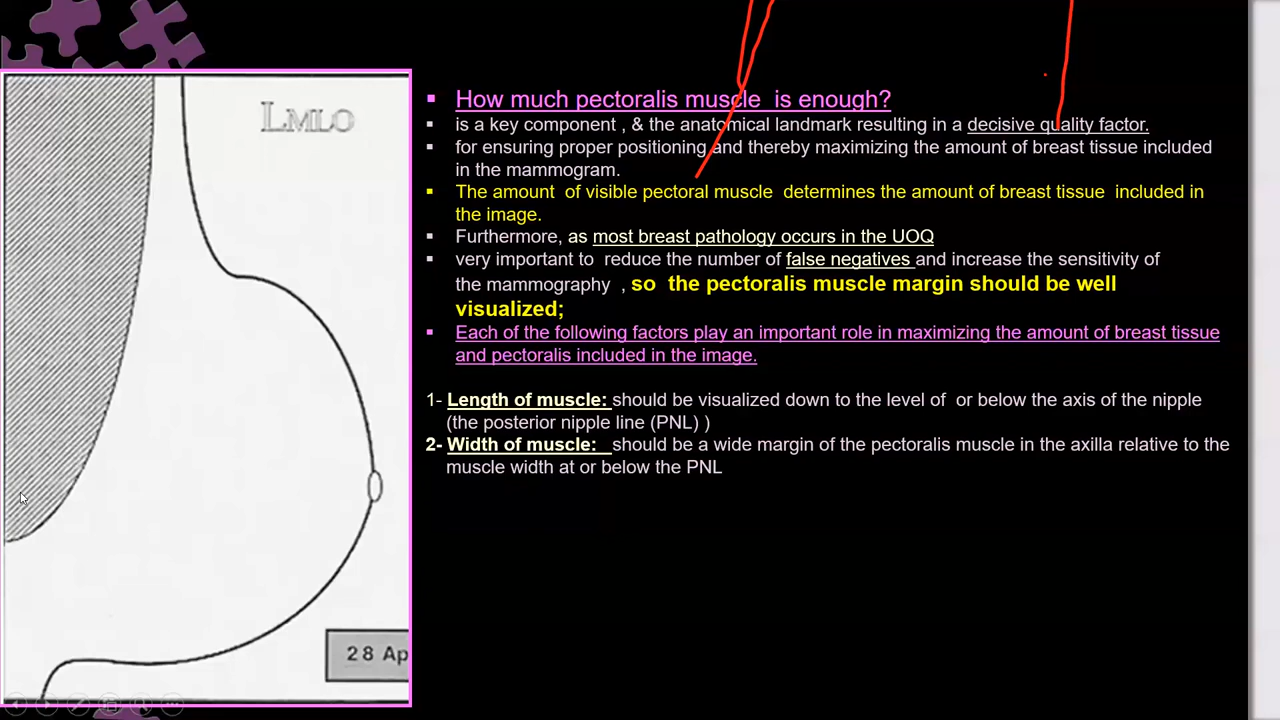 LMLO
How much pectoralis muscle is enough?
is a key component , & the anatomical landmark resulting in a decisive quality factor.
for ensuring proper positioning and thereby maximizing the amount of breast tissue included
in the mammogram.
The amount of visible pectoral muscle determines the amount of breast tissue included in
the image.
Furthermore, as most breast pathology occurs in the UOQ
very important to reduce the number of false negatives and increase the sensitivity of
the mammography , so the pectoralis muscle margin should be well
visualized;
Each of the following factors play an important role in maximizing the amount of breast tissue
and pectoralis included in the image.
1- Length of muscle: should be visualized down to the level of or below the axis of the nipple
(the posterior nipple line (PNL) )
2- Width of muscle: should be a wide margin of the pectoralis muscle in the axilla relative to the
muscle width at or below the PNL
28 Ap